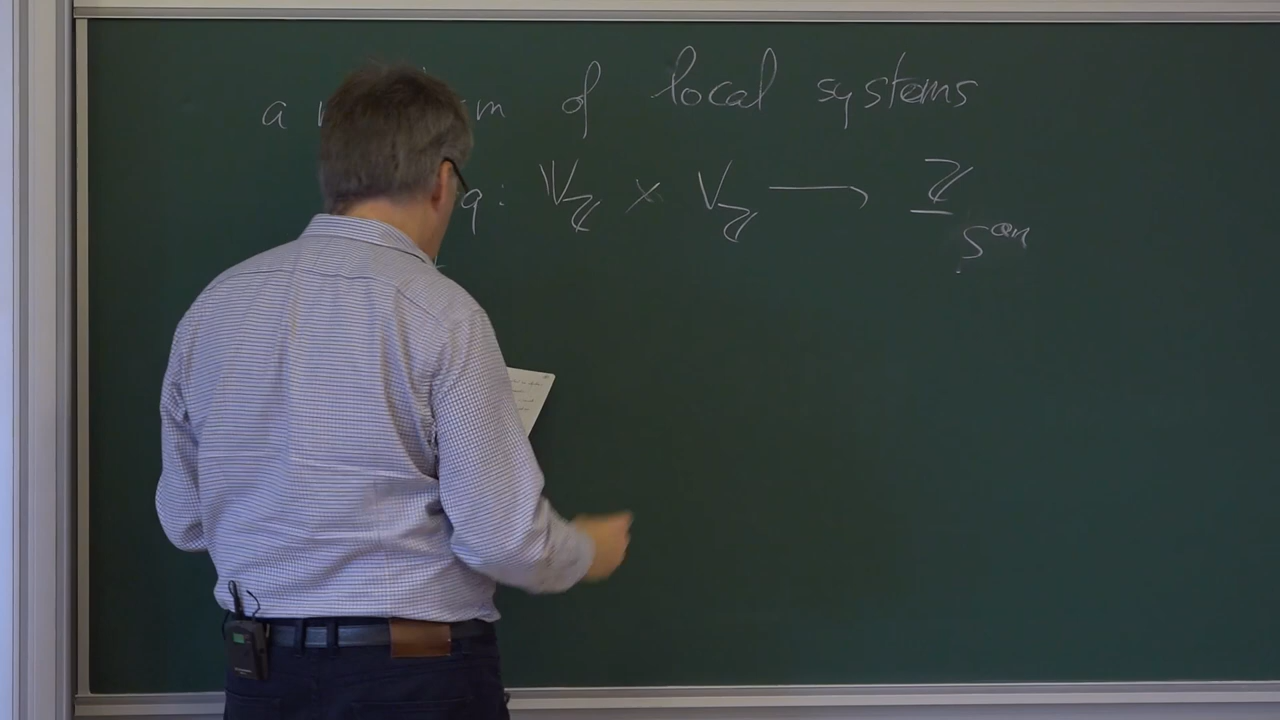 a of local systems
q : 𝕍_ℤ × 𝕍_ℤ ⟶ ℤ_{S^{an}}